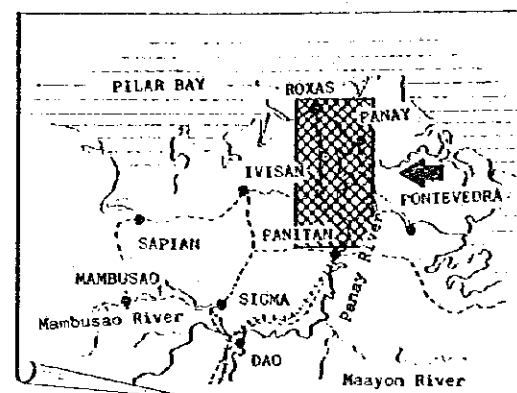 ROXAS
PILAR BAY
PANAY
IVISAN
PONTEVEDRA
SAPIAN
PANITAN
MAMBUSAO
SIGMA
Panay River
Mambusao River
DAO
Maayon River